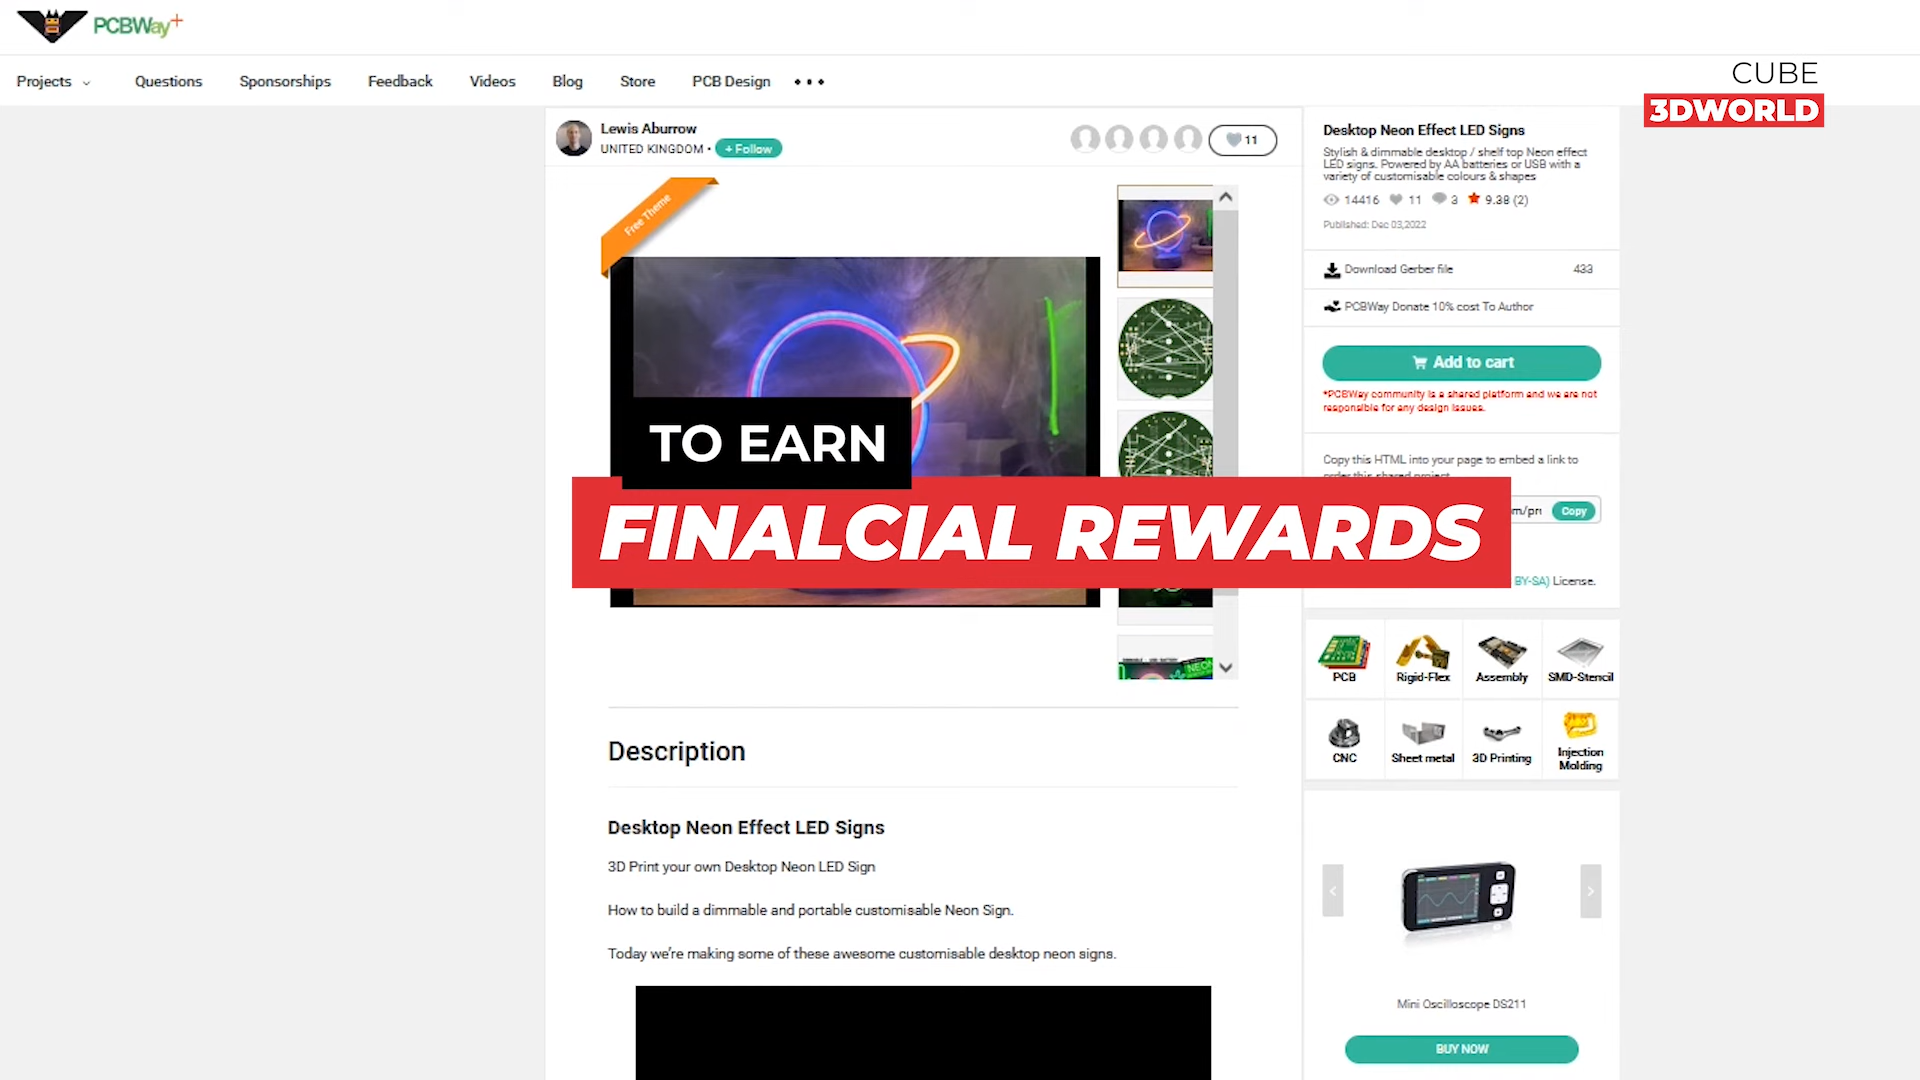 PCBWay+
Projects
Questions
Sponsorships
Feedback
Videos
Blog
Store
PCB Design
CUBE
3DWORLD
Lewis Aburrow
UNITED KINGDOM •
+ Follow
11
Free Theme
TO EARN
FINALCIAL REWARDS
Description
Desktop Neon Effect LED Signs
3D Print your own Desktop Neon LED Sign
How to build a dimmable and portable customisable Neon Sign.
Today we're making some of these awesome customisable desktop neon signs.
Desktop Neon Effect LED Signs
Stylish & dimmable desktop / shelf top Neon effect
LED signs. Powered by AA batteries or USB with a
variety of customisable colours & shapes
14416 11 3 9.38 (2)
Published: Dec 03,2022
Download Gerber file 433
PCBWay Donate 10% cost To Author
Add to cart
*PCBWay community is a shared platform and we are not
responsible for any design issues.
Copy this HTML into your page to embed a link to
order this shared project
m/pr
Copy
BY-SA) License.
PCB
Rigid-Flex
Assembly
SMD-Stencil
CNC
Sheet metal
3D Printing
Injection
Molding
Mini Oscilloscope DS211
BUY NOW